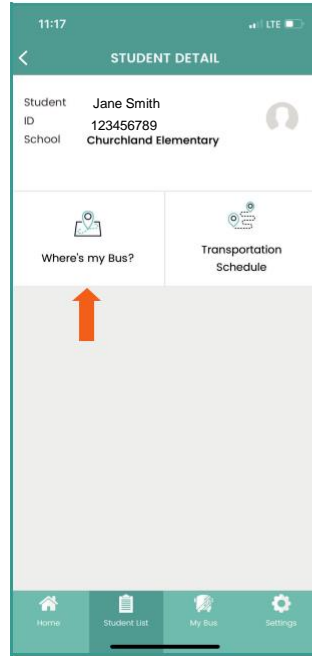 11:17
LTE
STUDENT DETAIL
Student Jane Smith
ID 123456789
School Churchland Elementary
Where's my Bus?
Transportation
Schedule
Home Student List My Bus Settings